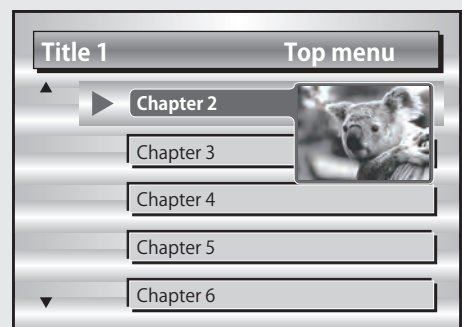 Title 1 Top menu
Chapter 2
Chapter 3
Chapter 4
Chapter 5
Chapter 6